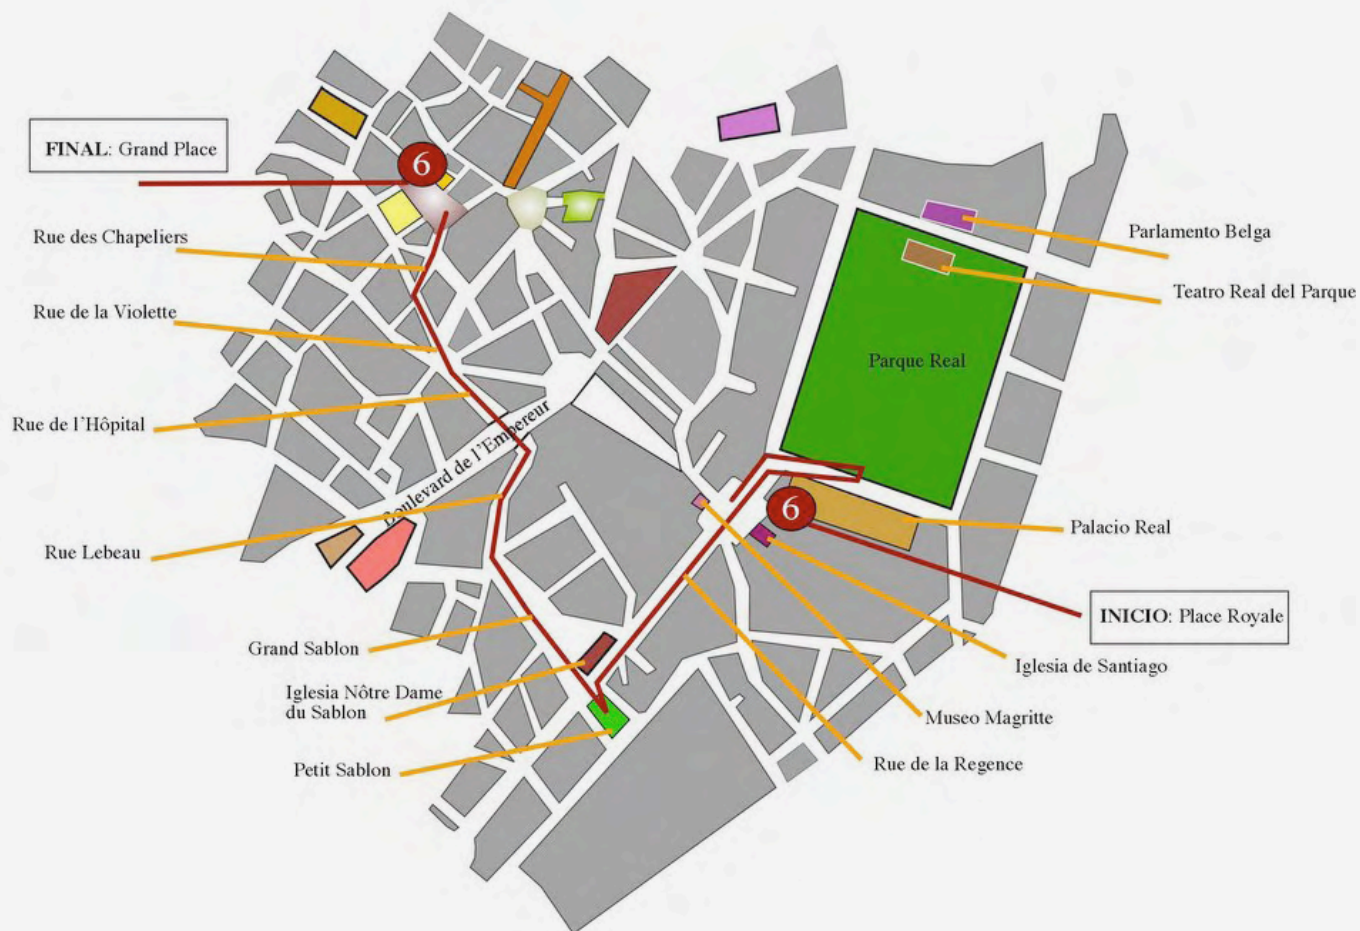 FINAL: Grand Place
6
Rue des Chapeliers
Rue de la Violette
Rue de l'Hôpital
Boulevard de l'Empereur
Rue Lebeau
Grand Sablon
Iglesia Nôtre Dame
du Sablon
Petit Sablon
Parlamento Belga
Teatro Real del Parque
Parque Real
6
Palacio Real
INICIO: Place Royale
Iglesia de Santiago
Museo Magritte
Rue de la Regence